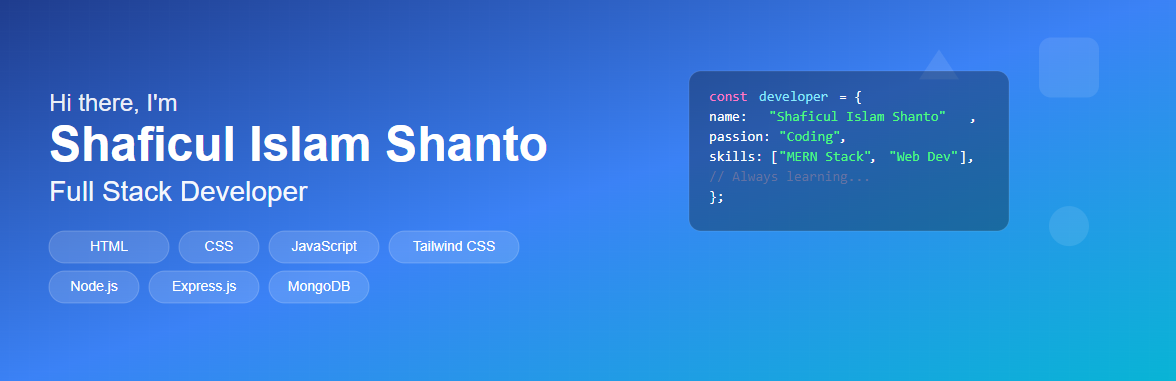 Hi there, I'm
Shaficul Islam Shanto
Full Stack Developer
HTML CSS JavaScript Tailwind CSS
Node.js Express.js MongoDB
const developer = {
name: "Shaficul Islam Shanto" ,
passion: "Coding",
skills: ["MERN Stack", "Web Dev"],
// Always learning...
};